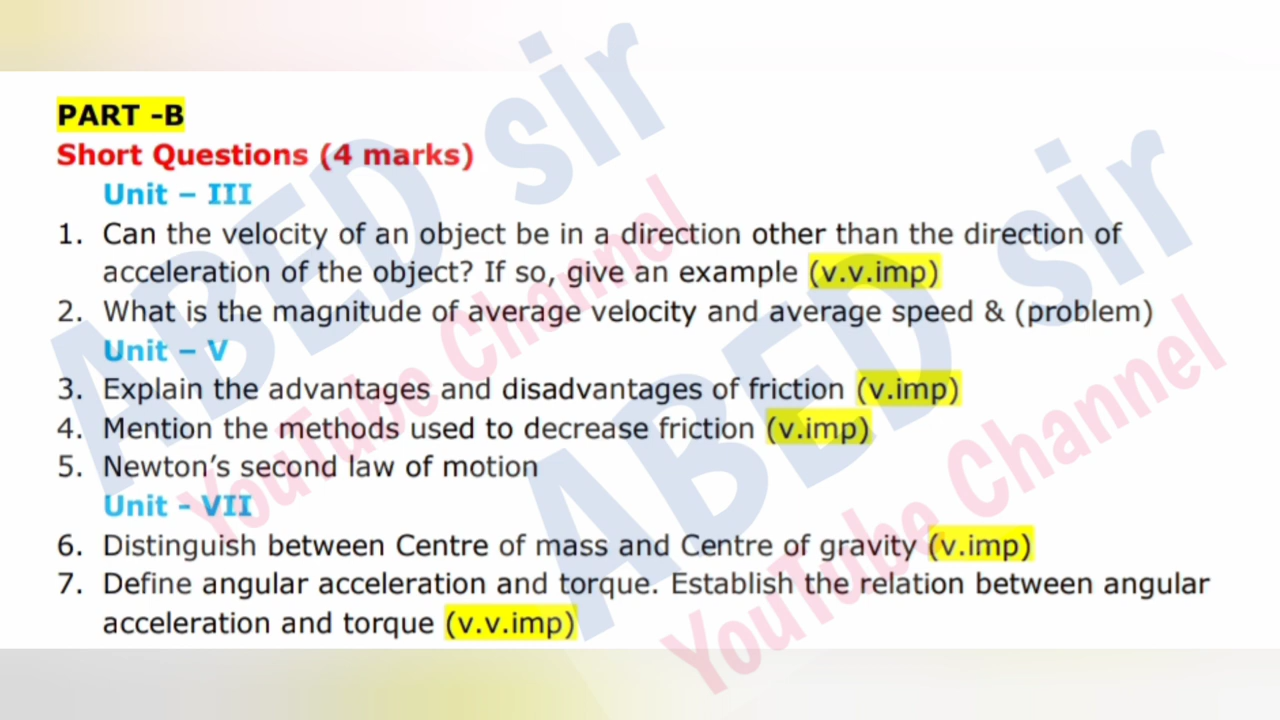 PART -B
Short Questions (4 marks)
Unit – III
1. Can the velocity of an object be in a direction other than the direction of
acceleration of the object? If so, give an example (v.v.imp)
2. What is the magnitude of average velocity and average speed & (problem)
Unit – V
3. Explain the advantages and disadvantages of friction (v.imp)
4. Mention the methods used to decrease friction (v.imp)
5. Newton’s second law of motion
Unit - VII
6. Distinguish between Centre of mass and Centre of gravity (v.imp)
7. Define angular acceleration and torque. Establish the relation between angular
acceleration and torque (v.v.imp)
ABED sir
YouTube Channel
ABED sir
YouTube Channel